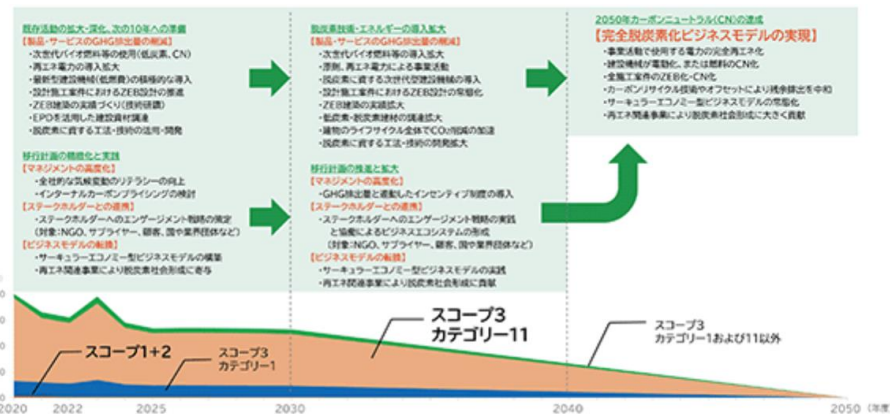 既存活動の拡大・深化、次の10年への準備
【製品・サービスのGHG排出量の削減】
・次世代バイオ燃料等の使用(低炭素、CN)
・再エネ電力の導入拡大
・最新型建設機械(低燃費)の積極的な導入
・設計施工案件におけるZEB設計の推進
・ZEB建築の実績づくり(技術研鑽)
・EPDを活用した建設資材調達
・脱炭素に資する工法・技術の活用・開発
移行計画の精緻化と実践
【マネジメントの高度化】
・全社的な気候変動のリテラシーの向上
・インターナルカーボンプライシングの検討
【ステークホルダーとの連携】
・ステークホルダーへのエンゲージメント戦略の策定
(対象:NGO、サプライヤー、顧客、国や業界団体など)
【ビジネスモデルの転換】
・サーキュラーエコノミー型ビジネスモデルの構築
・再エネ関連事業により脱炭素社会形成に寄与
脱炭素技術・エネルギーの導入拡大
【製品・サービスのGHG排出量の削減】
・次世代バイオ燃料等の導入拡大
・原則、再エネ電力による事業活動
・脱炭素に資する次世代型建設機械の導入
・設計施工案件におけるZEB設計の常態化
・ZEB建築の実績拡大
・低炭素・脱炭素建材の調達拡大
・建物のライフサイクル全体でCO₂削減の加速
・脱炭素に資する工法・技術の開発拡大
移行計画の推進と拡大
【マネジメントの高度化】
・GHG排出量と連動したインセンティブ制度の導入
【ステークホルダーとの連携】
・ステークホルダーへのエンゲージメント戦略の実践
と協働によるビジネスエコシステムの形成
(対象:NGO、サプライヤー、顧客、国や業界団体など)
【ビジネスモデルの転換】
・サーキュラーエコノミー型ビジネスモデルの実践
・再エネ関連事業により脱炭素社会形成に貢献
2050年カーボンニュートラル(CN)の達成
【完全脱炭素化ビジネスモデルの実現】
・事業活動で使用する電力の完全再エネ化
・建設機械が電動化、または燃料のCN化
・全施工案件のZEB化・CN化
・カーボンリサイクル技術やオフセットにより残余排出を中和
・サーキュラーエコノミー型ビジネスモデルの常態化
・再エネ関連事業により脱炭素社会形成に大きく貢献
スコープ1+2
スコープ3
カテゴリー1
スコープ3
カテゴリー11
スコープ3
カテゴリー1および11以外
2020 2022 2025 2030 2040 2050 (年度)